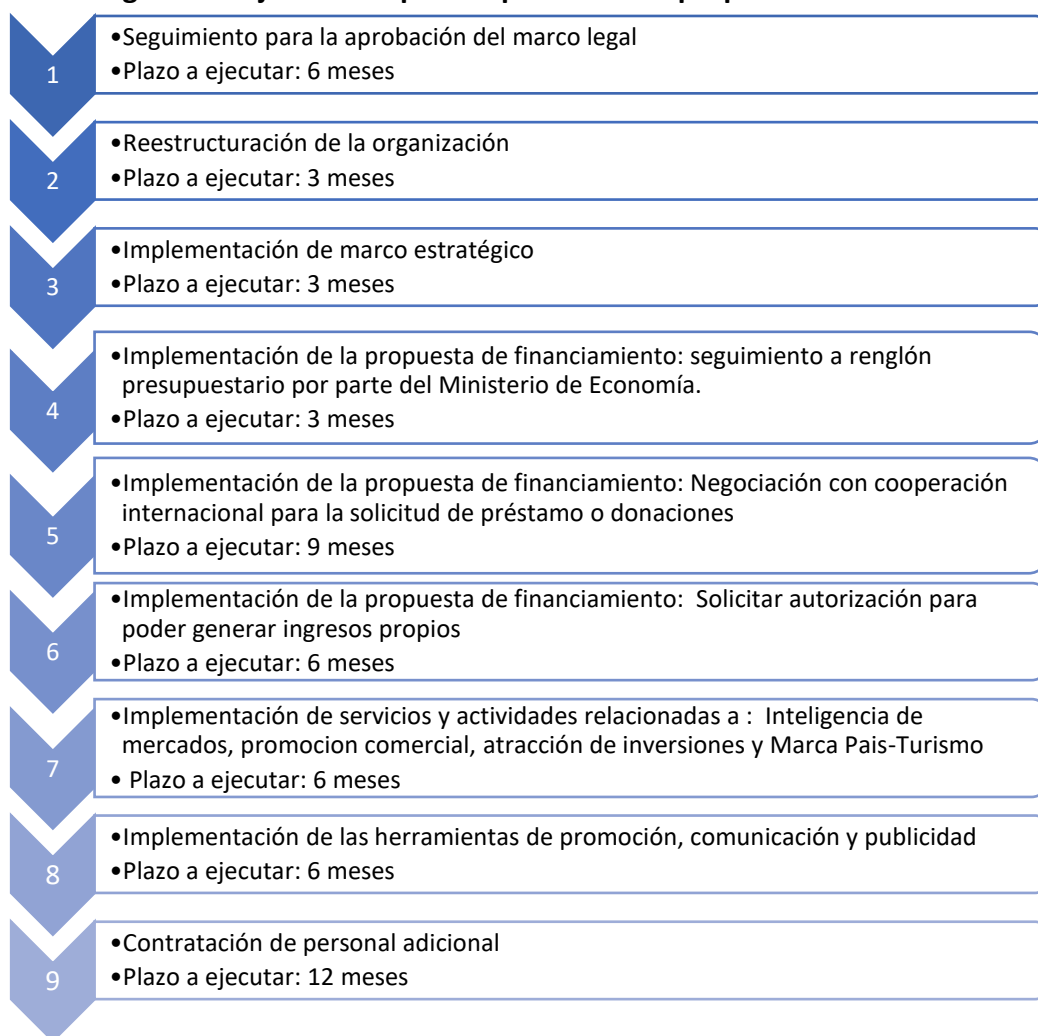 1
•Seguimiento para la aprobación del marco legal
•Plazo a ejecutar: 6 meses
2
•Reestructuración de la organización
•Plazo a ejecutar: 3 meses
3
•Implementación de marco estratégico
•Plazo a ejecutar: 3 meses
4
•Implementación de la propuesta de financiamiento: seguimiento a renglón
presupuestario por parte del Ministerio de Economía.
•Plazo a ejecutar: 3 meses
5
•Implementación de la propuesta de financiamiento: Negociación con cooperación
internacional para la solicitud de préstamo o donaciones
•Plazo a ejecutar: 9 meses
6
•Implementación de la propuesta de financiamiento: Solicitar autorización para
poder generar ingresos propios
•Plazo a ejecutar: 6 meses
7
•Implementación de servicios y actividades relacionadas a : Inteligencia de
mercados, promocion comercial, atracción de inversiones y Marca Pais-Turismo
• Plazo a ejecutar: 6 meses
8
•Implementación de las herramientas de promoción, comunicación y publicidad
•Plazo a ejecutar: 6 meses
9
•Contratación de personal adicional
•Plazo a ejecutar: 12 meses